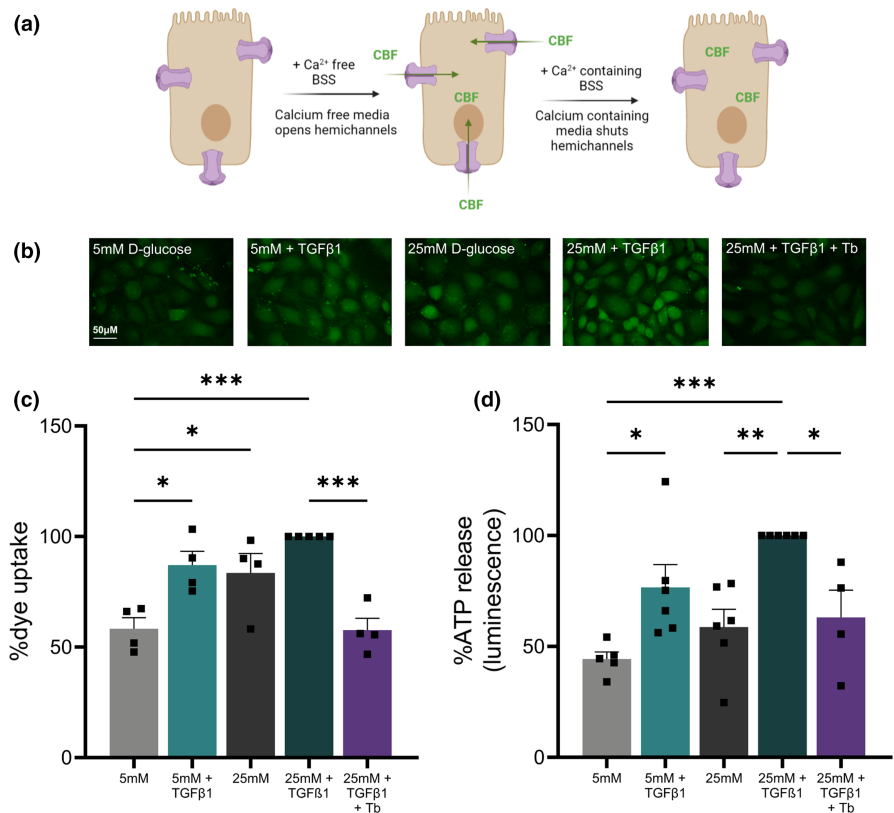 (a)
CBF
CBF
+ Ca²⁺ free
BSS
+ Ca²⁺ containing
BSS
CBF
CBF
CBF
Calcium free media
opens hemichannels
Calcium containing
media shuts
hemichannels
CBF
(b)
5mM D-glucose
5mM + TGFβ1
25mM D-glucose
25mM + TGFβ1
25mM + TGFβ1 + Tb
50µM
(c)
%dye uptake
150
100
50
0
***
*
*
***
5mM
5mM +
TGFβ1
25mM
25mM +
TGFß1
25mM +
TGFβ1
+ Tb
(d)
%ATP release
(luminescence)
150
100
50
0
***
*
**
*
5mM
5mM +
TGFβ1
25mM
25mM +
TGFß1
25mM +
TGFβ1
+ Tb